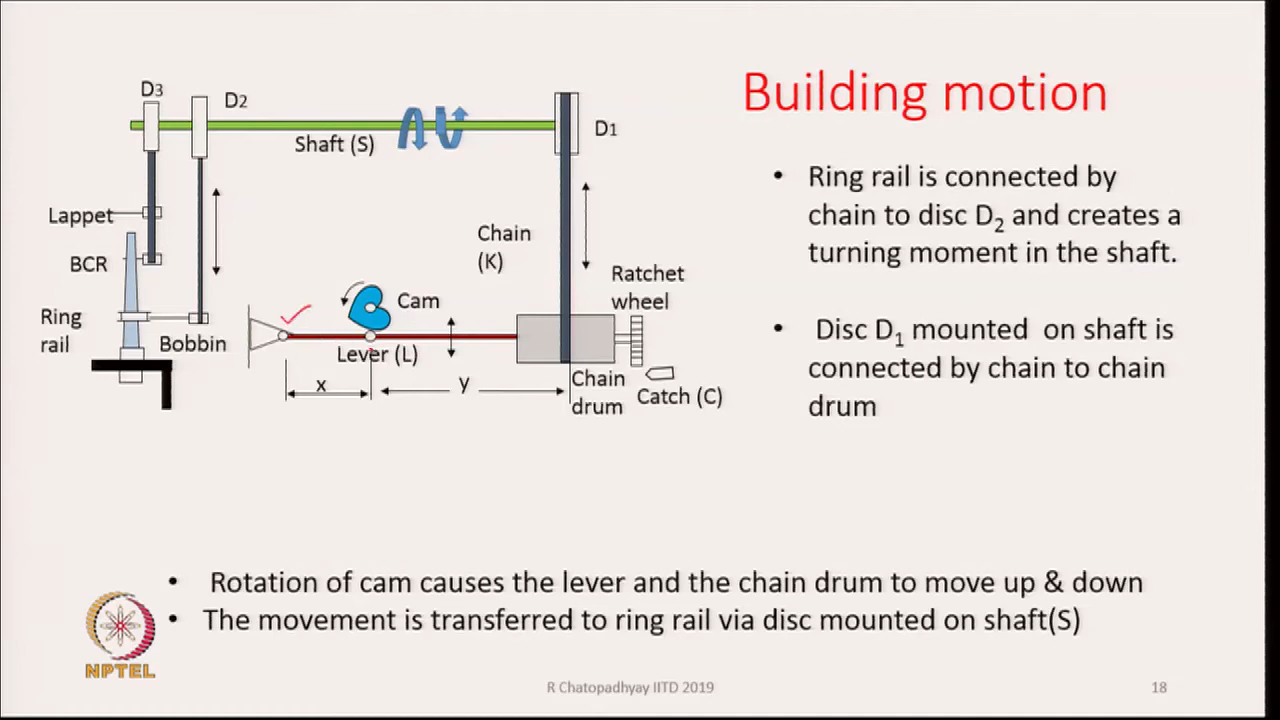 Building motion
D3
D2
Shaft (S)
D1
Lappet
BCR
Ring
rail
Bobbin
Chain
(K)
Cam
Lever (L)
x
y
Ratchet
wheel
Chain
drum
Catch (C)
• Ring rail is connected by
chain to disc D2 and creates a
turning moment in the shaft.
• Disc D1 mounted on shaft is
connected by chain to chain
drum
• Rotation of cam causes the lever and the chain drum to move up & down
• The movement is transferred to ring rail via disc mounted on shaft(S)
NPTEL
R Chatopadhyay IITD 2019
18